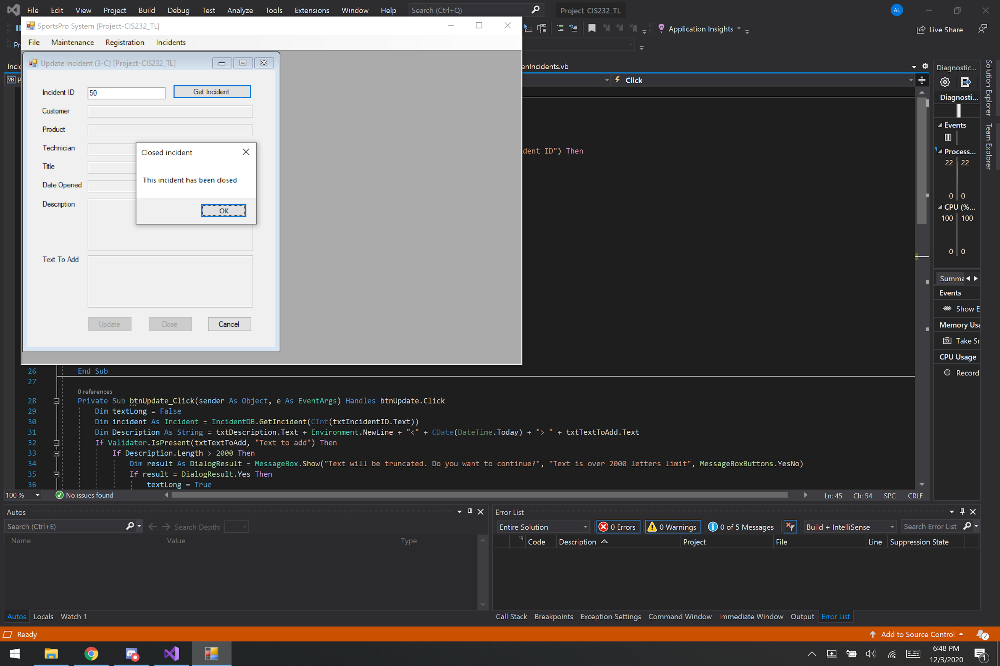 File Edit View Project Build Debug Test Analyze Tools Extensions Window Help Search (Ctrl+Q) Project-CIS232_TL AL
SportsPro System [Project-CIS232_TL]
Application Insights Live Share
File Maintenance Registration Incidents
Update Incident (3-C) [Project-CIS232_TL]
enIncidents.vb
VB
Click
Incident ID 50 Get Incident
Customer
Product
Technician
Title
Date Opened
Description
Text To Add
Update Close Cancel
Closed incident
This incident has been closed
OK
dent ID") Then
26 End Sub
27
0 references
28 Private Sub btnUpdate_Click(sender As Object, e As EventArgs) Handles btnUpdate.Click
29 Dim textLong = False
30 Dim incident As Incident = IncidentDB.GetIncident(CInt(txtIncidentID.Text))
31 Dim Description As String = txtDescription.Text + Environment.NewLine + "<" + CDate(DateTime.Today) + "> " + txtTextToAdd.Text
32 If Validator.IsPresent(txtTextToAdd, "Text to add") Then
33 If Description.Length > 2000 Then
34 Dim result As DialogResult = MessageBox.Show("Text will be truncated. Do you want to continue?", "Text is over 2000 letters limit", MessageBoxButtons.YesNo)
35 If result = DialogResult.Yes Then
36 textLong = True
100 % No issues found Ln: 45 Ch: 54 SPC CRLF
Diagnostic...
Diagnosti...
Events
Process...
22 22
0 0
CPU (%...
100 100
0 0
Summa
Events
Show E
Memory Usa
Take Sn
CPU Usage
Record
Solution Explorer
Team Explorer
Autos
Search (Ctrl+E) Search Depth:
Name Value Type
Autos Locals Watch 1
Error List
Entire Solution 0 Errors 0 Warnings 0 of 5 Messages Build + IntelliSense Search Error List
Code Description Project File Line Suppression State
Call Stack Breakpoints Exception Settings Command Window Immediate Window Output Error List
Ready Add to Source Control 2
6:48 PM
12/3/2020
1